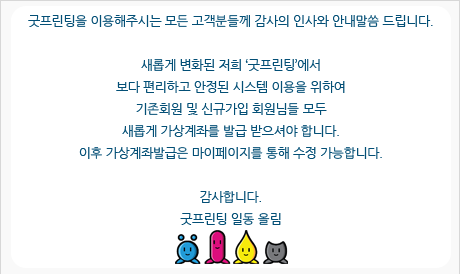 굿프린팅을 이용해주시는 모든 고객분들께 감사의 인사와 안내말씀 드립니다.
새롭게 변화된 저희 ‘굿프린팅’에서
보다 편리하고 안정된 시스템 이용을 위하여
기존회원 및 신규가입 회원님들 모두
새롭게 가상계좌를 발급 받으셔야 합니다.
이후 가상계좌발급은 마이페이지를 통해 수정 가능합니다.
감사합니다.
굿프린팅 일동 올림